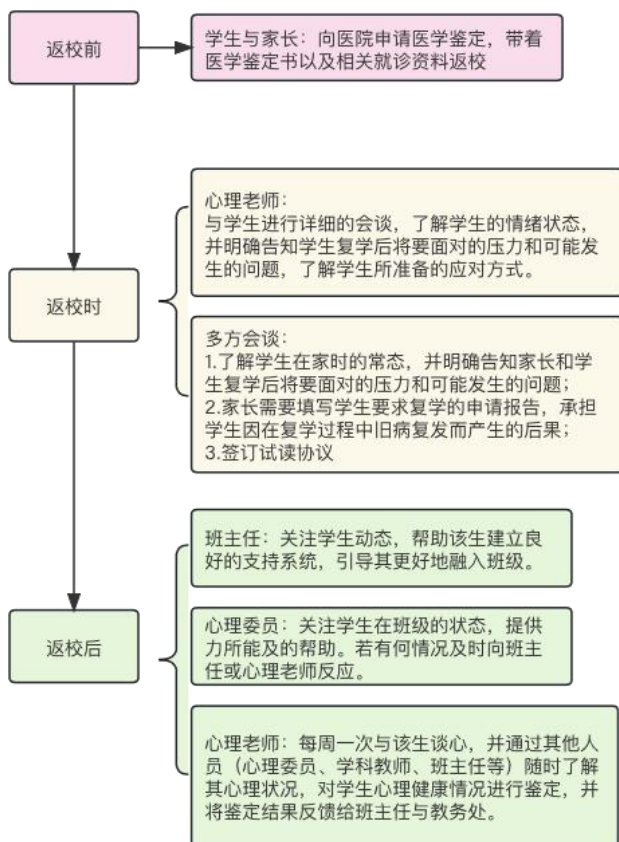 返校前
学生与家长：向医院申请医学鉴定，带着
医学鉴定书以及相关就诊资料返校
返校时
心理老师：
与学生进行详细的会谈，了解学生的情绪状态，
并明确告知学生复学后将要面对的压力和可能发
生的问题，了解学生所准备的应对方式。
多方会谈：
1.了解学生在家时的常态，并明确告知家长和学
生复学后将要面对的压力和可能发生的问题；
2.家长需要填写学生要求复学的申请报告，承担
学生因在复学过程中旧病复发而产生的后果；
3.签订试读协议
返校后
班主任：关注学生动态，帮助该生建立良
好的支持系统，引导其更好地融入班级。
心理委员：关注学生在班级的状态，提供
力所能及的帮助。若有何情况及时向班主
任或心理老师反应。
心理老师：每周一次与该生谈心，并通过其他人
员（心理委员、学科教师、班主任等）随时了解
其心理状况，对学生心理健康情况进行鉴定，并
将鉴定结果反馈给班主任与教务处。